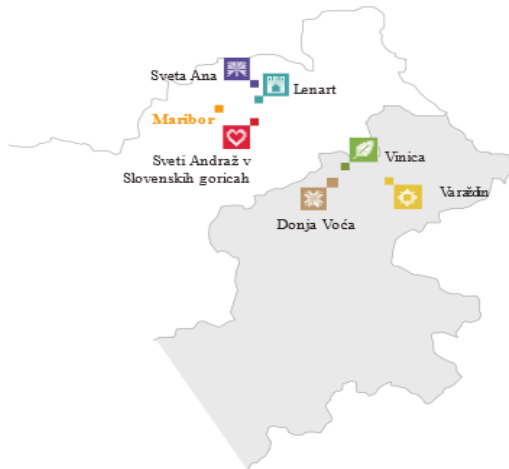 Sveta Ana
Lenart
Maribor
Sveti Andraž v
Slovenskih goricah
Vinica
Varaždin
Donja Voća